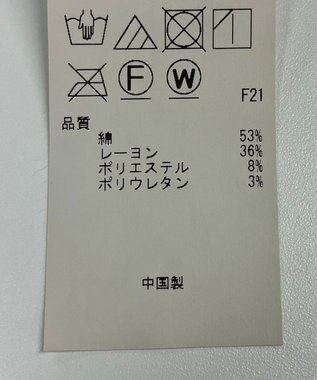 F W
F21
品質
綿 53%
レーヨン 36%
ポリエステル 8%
ポリウレタン 3%
中国製